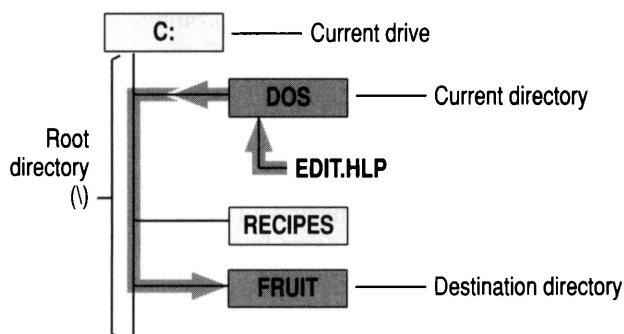 C:
Current drive
DOS
Current directory
Root
directory
(\)
EDIT.HLP
RECIPES
FRUIT
Destination directory